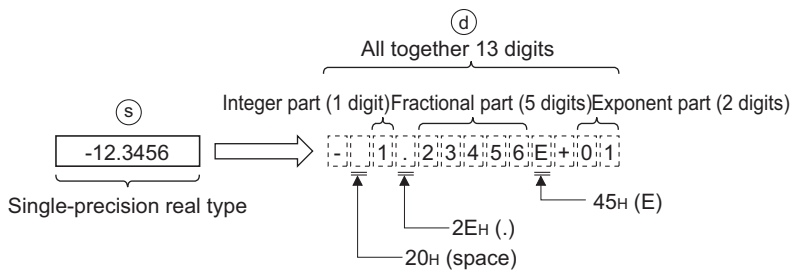 d
All together 13 digits
Integer part (1 digit) Fractional part (5 digits) Exponent part (2 digits)
s
-12.3456
- 1 . 2 3 4 5 6 E + 0 1
Single-precision real type
45H (E)
2EH (.)
20H (space)